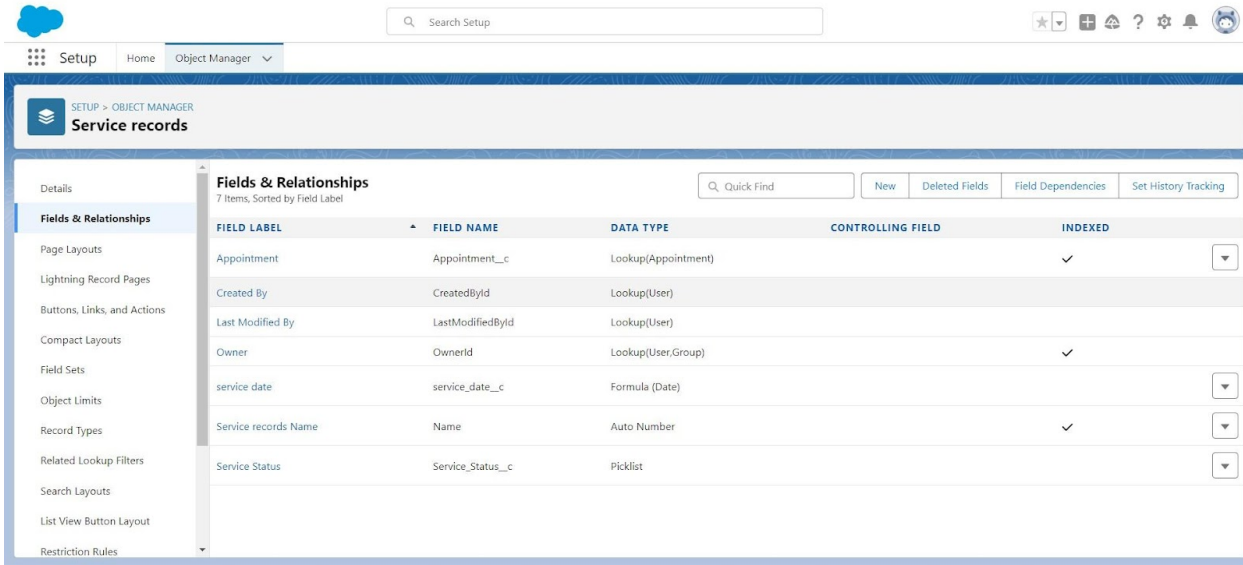 Search Setup
Setup Home Object Manager
SETUP > OBJECT MANAGER
Service records
Details
Fields & Relationships
Page Layouts
Lightning Record Pages
Buttons, Links, and Actions
Compact Layouts
Field Sets
Object Limits
Record Types
Related Lookup Filters
Search Layouts
List View Button Layout
Restriction Rules
Fields & Relationships
7 Items, Sorted by Field Label
Quick Find New Deleted Fields Field Dependencies Set History Tracking
FIELD LABEL FIELD NAME DATA TYPE CONTROLLING FIELD INDEXED
Appointment Appointment__c Lookup(Appointment)
Created By CreatedById Lookup(User)
Last Modified By LastModifiedById Lookup(User)
Owner OwnerId Lookup(User,Group)
service date service_date__c Formula (Date)
Service records Name Name Auto Number
Service Status Service_Status__c Picklist